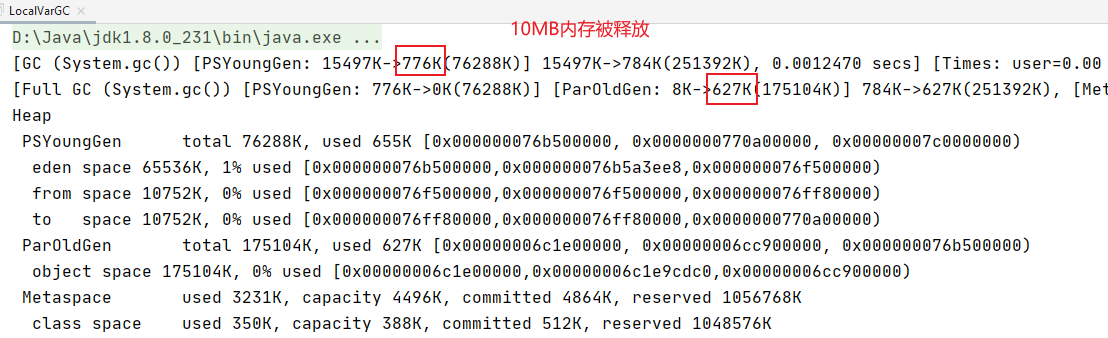 LocalVarGC ×
D:\Java\jdk1.8.0_231\bin\java.exe ...
10MB内存被释放
[GC (System.gc()) [PSYoungGen: 15497K->776K(76288K)] 15497K->784K(251392K), 0.0012470 secs] [Times: user=0.00
[Full GC (System.gc()) [PSYoungGen: 776K->0K(76288K)] [ParOldGen: 8K->627K(175104K)] 784K->627K(251392K), [Met
Heap
PSYoungGen total 76288K, used 655K [0x000000076b500000, 0x0000000770a00000, 0x00000007c0000000)
eden space 65536K, 1% used [0x000000076b500000,0x000000076b5a3ee8,0x000000076f500000)
from space 10752K, 0% used [0x000000076f500000,0x000000076f500000,0x000000076ff80000)
to space 10752K, 0% used [0x000000076ff80000,0x000000076ff80000,0x0000000770a00000)
ParOldGen total 175104K, used 627K [0x00000006c1e00000, 0x00000006cc900000, 0x000000076b500000)
object space 175104K, 0% used [0x00000006c1e00000,0x00000006c1e9cdc0,0x00000006cc900000)
Metaspace used 3231K, capacity 4496K, committed 4864K, reserved 1056768K
class space used 350K, capacity 388K, committed 512K, reserved 1048576K